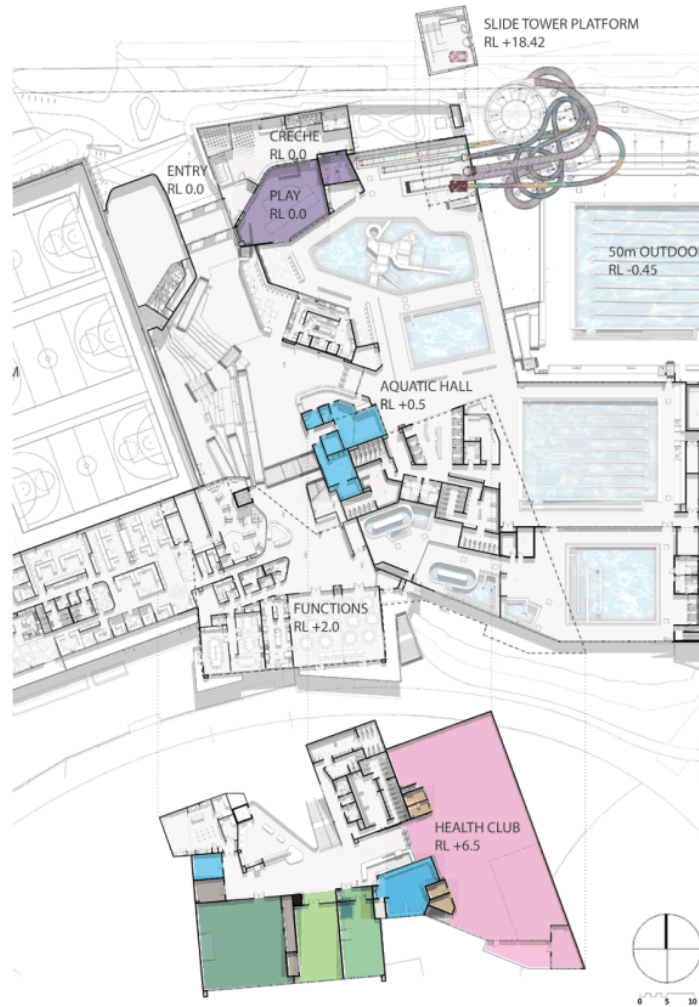 SLIDE TOWER PLATFORM
RL +18.42
CRECHE
RL 0.0
ENTRY
RL 0.0
PLAY
RL 0.0
50m OUTDOO
RL -0.45
M
AQUATIC HALL
RL +0.5
FUNCTIONS
RL +2.0
HEALTH CLUB
RL +6.5
0 5 10